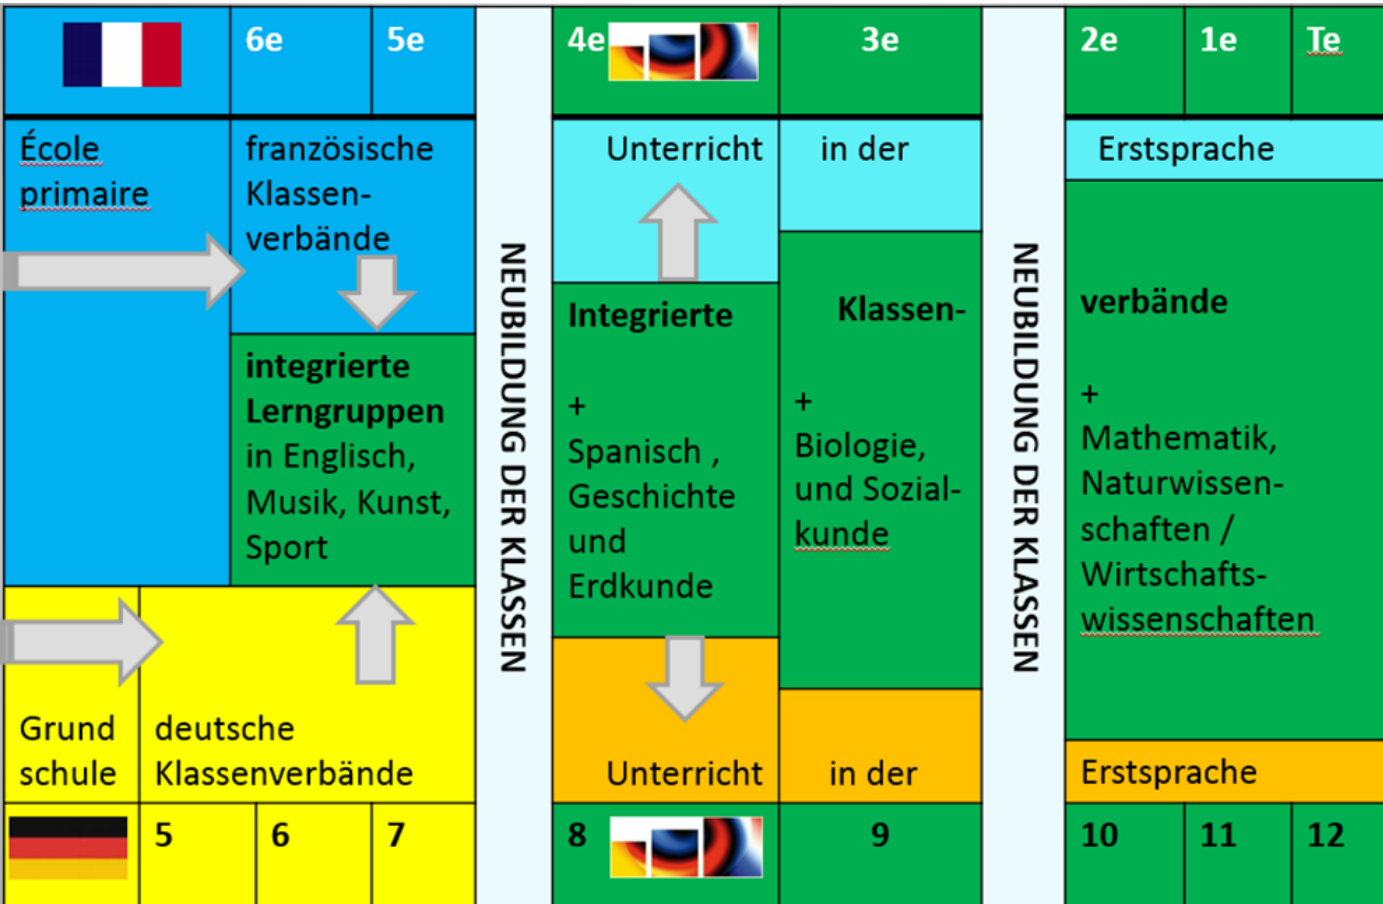 6e
5e
4e
3e
2e
1e
Te
École
primaire
französische
Klassen-
verbände
integrierte
Lerngruppen
in Englisch,
Musik, Kunst,
Sport
Grund
schule
deutsche
Klassenverbände
5
6
7
NEUBILDUNG DER KLASSEN
Unterricht
in der
Erstsprache
Integrierte
+
Spanisch ,
Geschichte
und
Erdkunde
Klassen-
+
Biologie,
und Sozial-
kunde
NEUBILDUNG DER KLASSEN
verbände
+
Mathematik,
Naturwissen-
schaften /
Wirtschafts-
wissenschaften
Unterricht
in der
Erstsprache
8
9
10
11
12